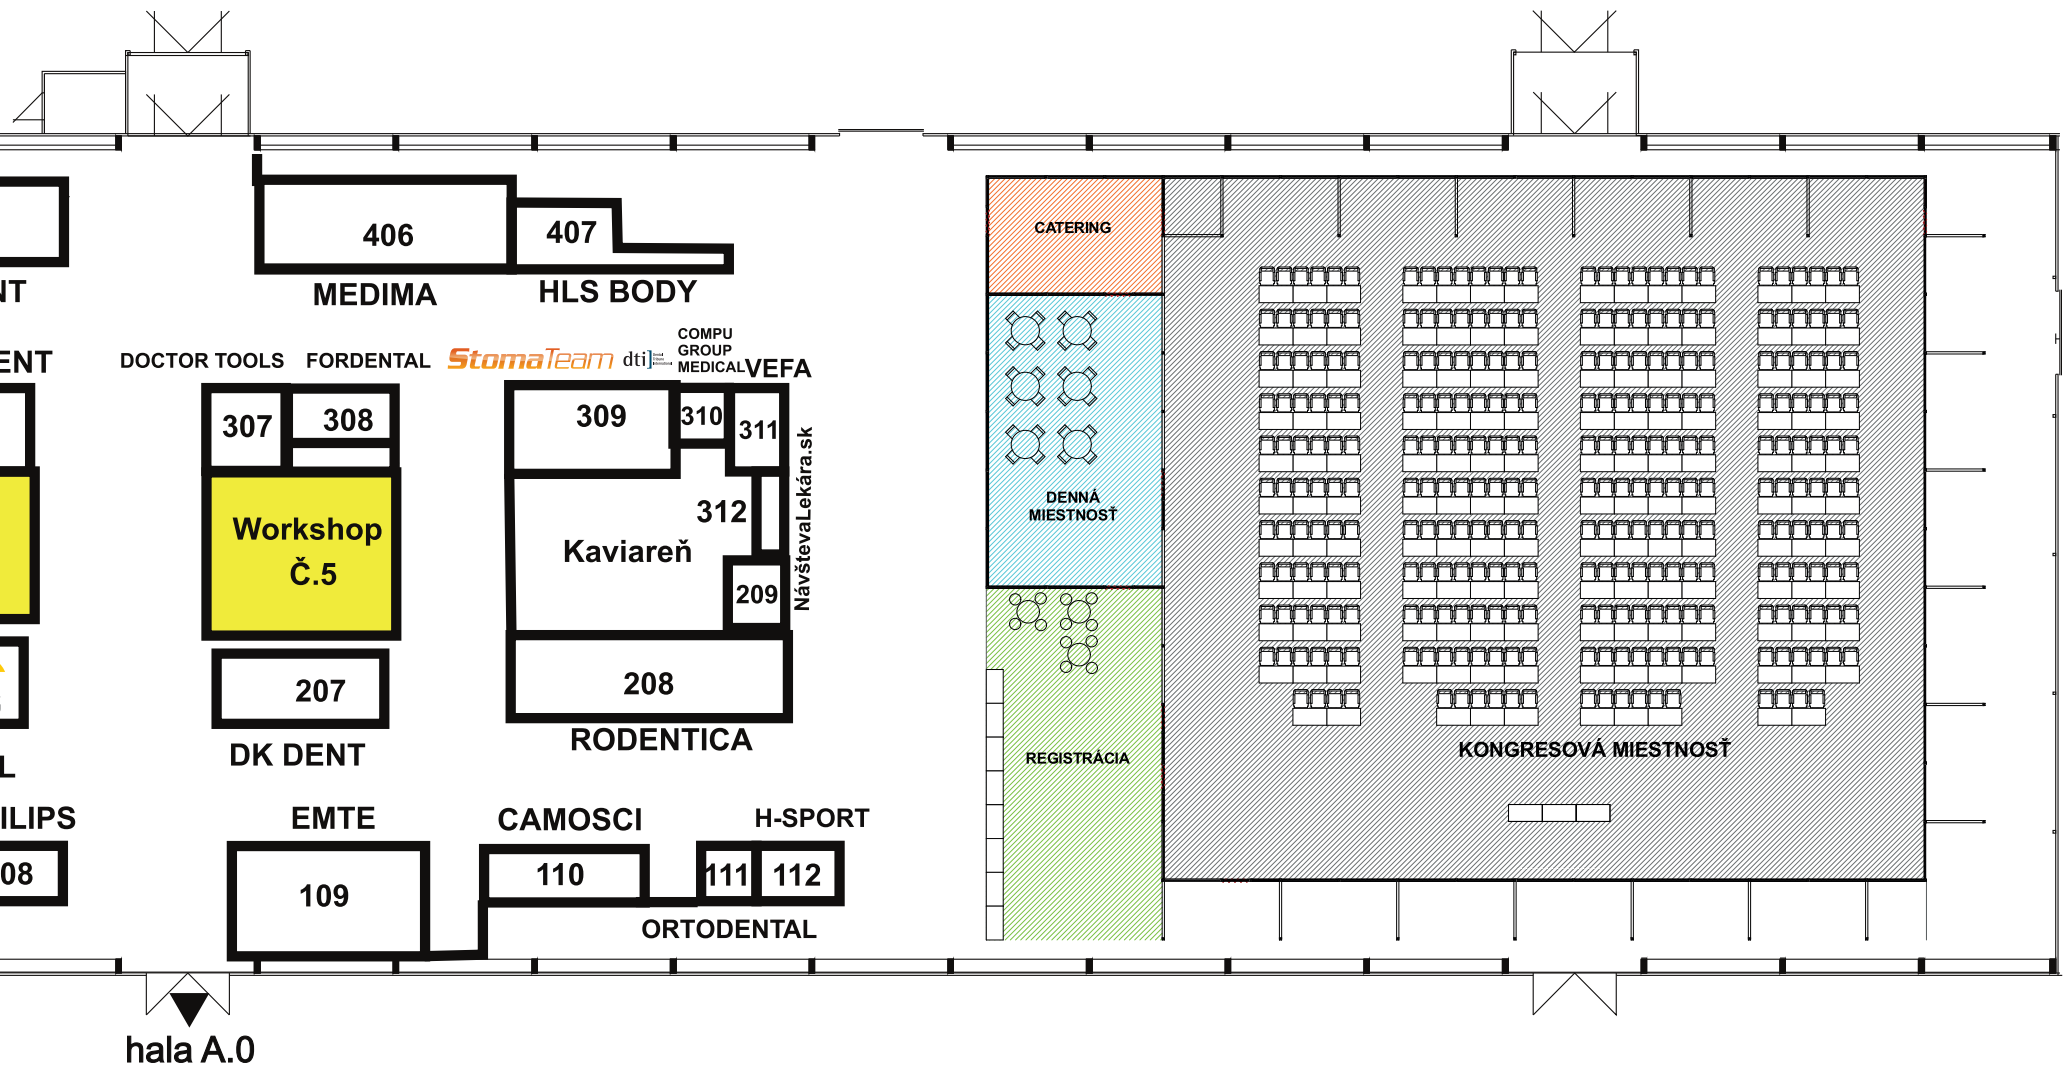 406
407
CATERING
NT
MEDIMA
HLS BODY
ENT
DOCTOR TOOLS
FORDENTAL
StomaTeam
dti
COMPU
GROUP
MEDICAL
VEFA
307
308
309
310
311
NávštevaLekára.sk
312
Workshop
Č.5
Kaviareň
209
DENNÁ
MIESTNOSŤ
207
208
DK DENT
RODENTICA
L
REGISTRÁCIA
KONGRESOVÁ MIESTNOSŤ
ILIPS
EMTE
CAMOSCI
H-SPORT
08
109
110
111
112
ORTODENTAL
hala A.0